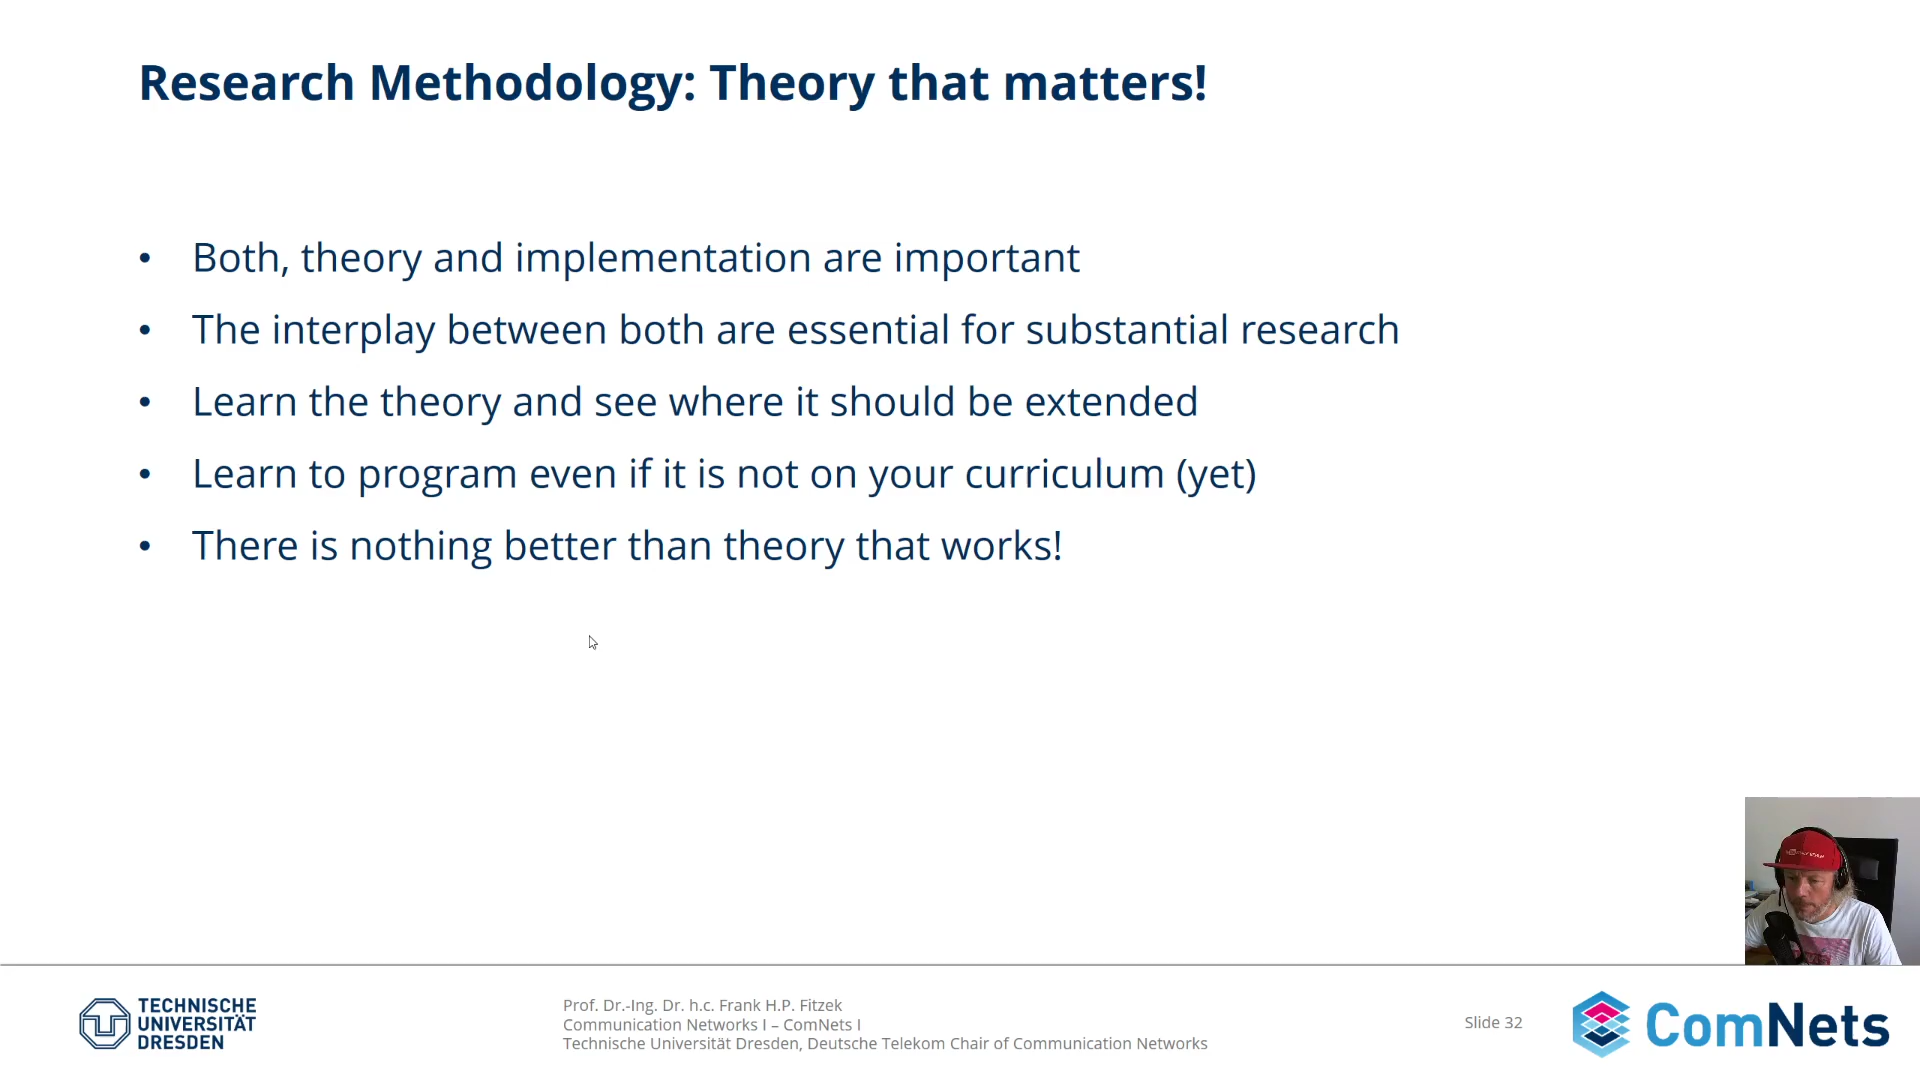 Research Methodology: Theory that matters!
• Both, theory and implementation are important
• The interplay between both are essential for substantial research
• Learn the theory and see where it should be extended
• Learn to program even if it is not on your curriculum (yet)
• There is nothing better than theory that works!
TECHNISCHE
UNIVERSITÄT
DRESDEN
Prof. Dr.-Ing. Dr. h.c. Frank H.P. Fitzek
Communication Networks I – ComNets I
Technische Universität Dresden, Deutsche Telekom Chair of Communication Networks
Slide 32
ComNets